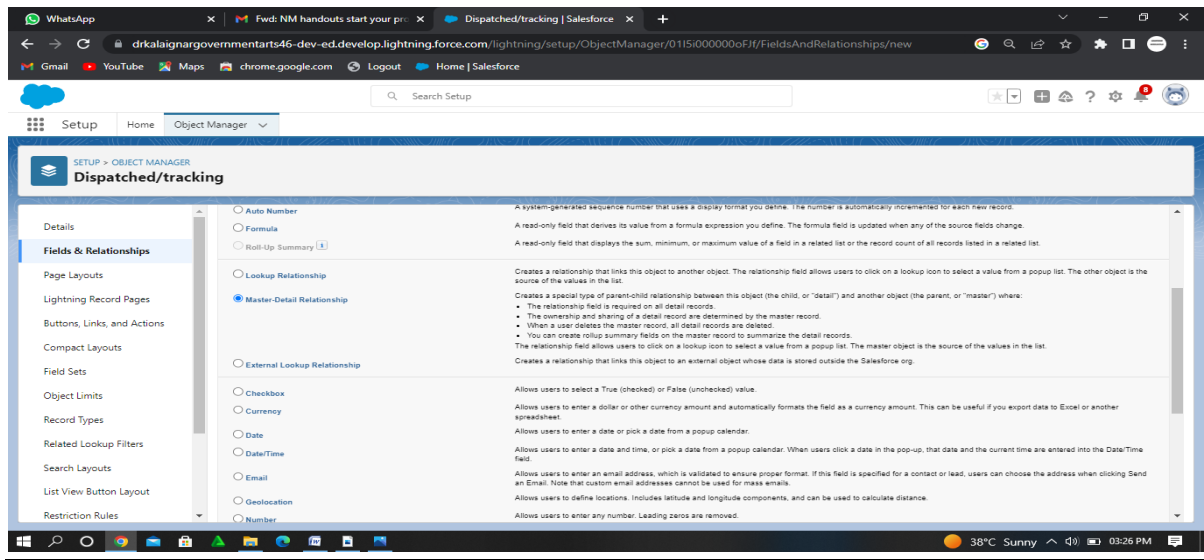 WhatsApp
Fwd: NM handouts start your pro
Dispatched/tracking | Salesforce
drkalaignargovernmentarts46-dev-ed.develop.lightning.force.com/lightning/setup/ObjectManager/01I5i000000oFJf/FieldsAndRelationships/new
Gmail YouTube Maps chrome.google.com Logout Home | Salesforce
Search Setup
8
Setup Home Object Manager
SETUP > OBJECT MANAGER
Dispatched/tracking
Details
Fields & Relationships
Page Layouts
Lightning Record Pages
Buttons, Links, and Actions
Compact Layouts
Field Sets
Object Limits
Record Types
Related Lookup Filters
Search Layouts
List View Button Layout
Restriction Rules
Auto Number
A system-generated sequence number that uses a display format you define. The number is automatically incremented for each new record.
Formula
A read-only field that derives its value from a formula expression you define. The formula field is updated when any of the source fields change.
Roll-Up Summary i
A read-only field that displays the sum, minimum, or maximum value of a field in a related list or the record count of all records listed in a related list.
Lookup Relationship
Creates a relationship that links this object to another object. The relationship field allows users to click on a lookup icon to select a value from a popup list. The other object is the
source of the values in the list.
Master-Detail Relationship
Creates a special type of parent-child relationship between this object (the child, or "detail") and another object (the parent, or "master") where:
• The relationship field is required on all detail records.
• The ownership and sharing of a detail record are determined by the master record.
• When a user deletes the master record, all detail records are deleted.
• You can create rollup summary fields on the master record to summarize the detail records.
The relationship field allows users to click on a lookup icon to select a value from a popup list. The master object is the source of the values in the list.
External Lookup Relationship
Creates a relationship that links this object to an external object whose data is stored outside the Salesforce org.
Checkbox
Allows users to select a True (checked) or False (unchecked) value.
Currency
Allows users to enter a dollar or other currency amount and automatically formats the field as a currency amount. This can be useful if you export data to Excel or another
spreadsheet.
Date
Allows users to enter a date or pick a date from a popup calendar.
Date/Time
Allows users to enter a date and time, or pick a date from a popup calendar. When users click a date in the pop-up, that date and the current time are entered into the Date/Time
field.
Email
Allows users to enter an email address, which is validated to ensure proper format. If this field is specified for a contact or lead, users can choose the address when clicking Send
an Email. Note that custom email addresses cannot be used for mass emails.
Geolocation
Allows users to define locations. Includes latitude and longitude components, and can be used to calculate distance.
Number
Allows users to enter any number. Leading zeros are removed.
38°C Sunny 03:26 PM